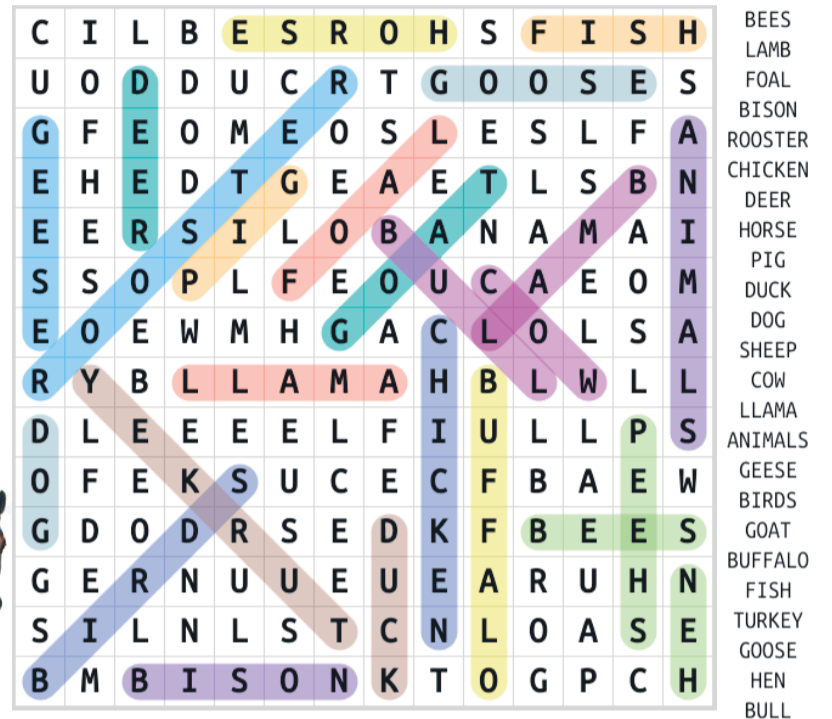 C I L B E S R O H S F I S H
U O D D U C R T G O O S E S
G F E O M E O S L E S L F A
E H E D T G E A E T L S B N
E E R S I L O B A N A M A I
S S O P L F E O U C A E O M
E O E W M H G A C L O L S A
R Y B L L A M A H B L W L L
D L E E E E L F I U L L P S
O F E K S U C E C F B A E W
G D O D R S E D K F B E E S
G E R N U U E U E A R U H N
S I L N L S T C N L O A S E
B M B I S O N K T O G P C H
BEES
LAMB
FOAL
BISON
ROOSTER
CHICKEN
DEER
HORSE
PIG
DUCK
DOG
SHEEP
COW
LLAMA
ANIMALS
GEESE
BIRDS
GOAT
BUFFALO
FISH
TURKEY
GOOSE
HEN
BULL